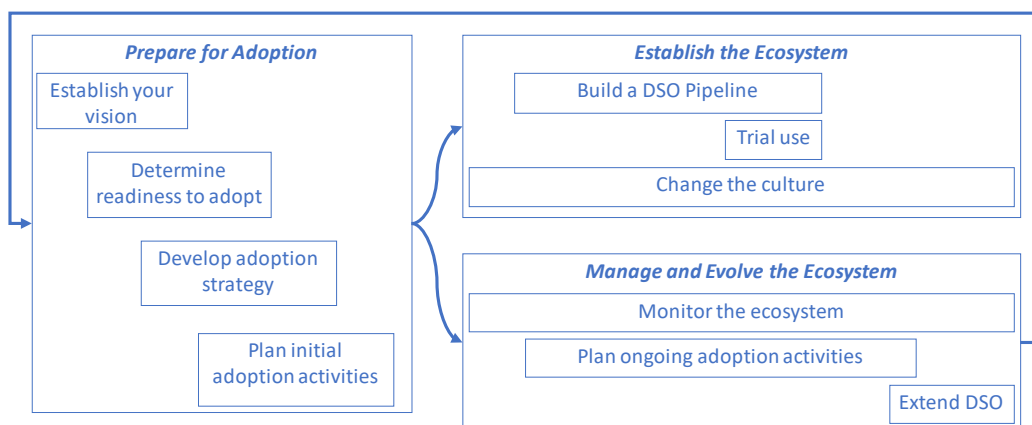 Prepare for Adoption
Establish your
vision
Determine
readiness to adopt
Develop adoption
strategy
Plan initial
adoption activities
Establish the Ecosystem
Build a DSO Pipeline
Trial use
Change the culture
Manage and Evolve the Ecosystem
Monitor the ecosystem
Plan ongoing adoption activities
Extend DSO